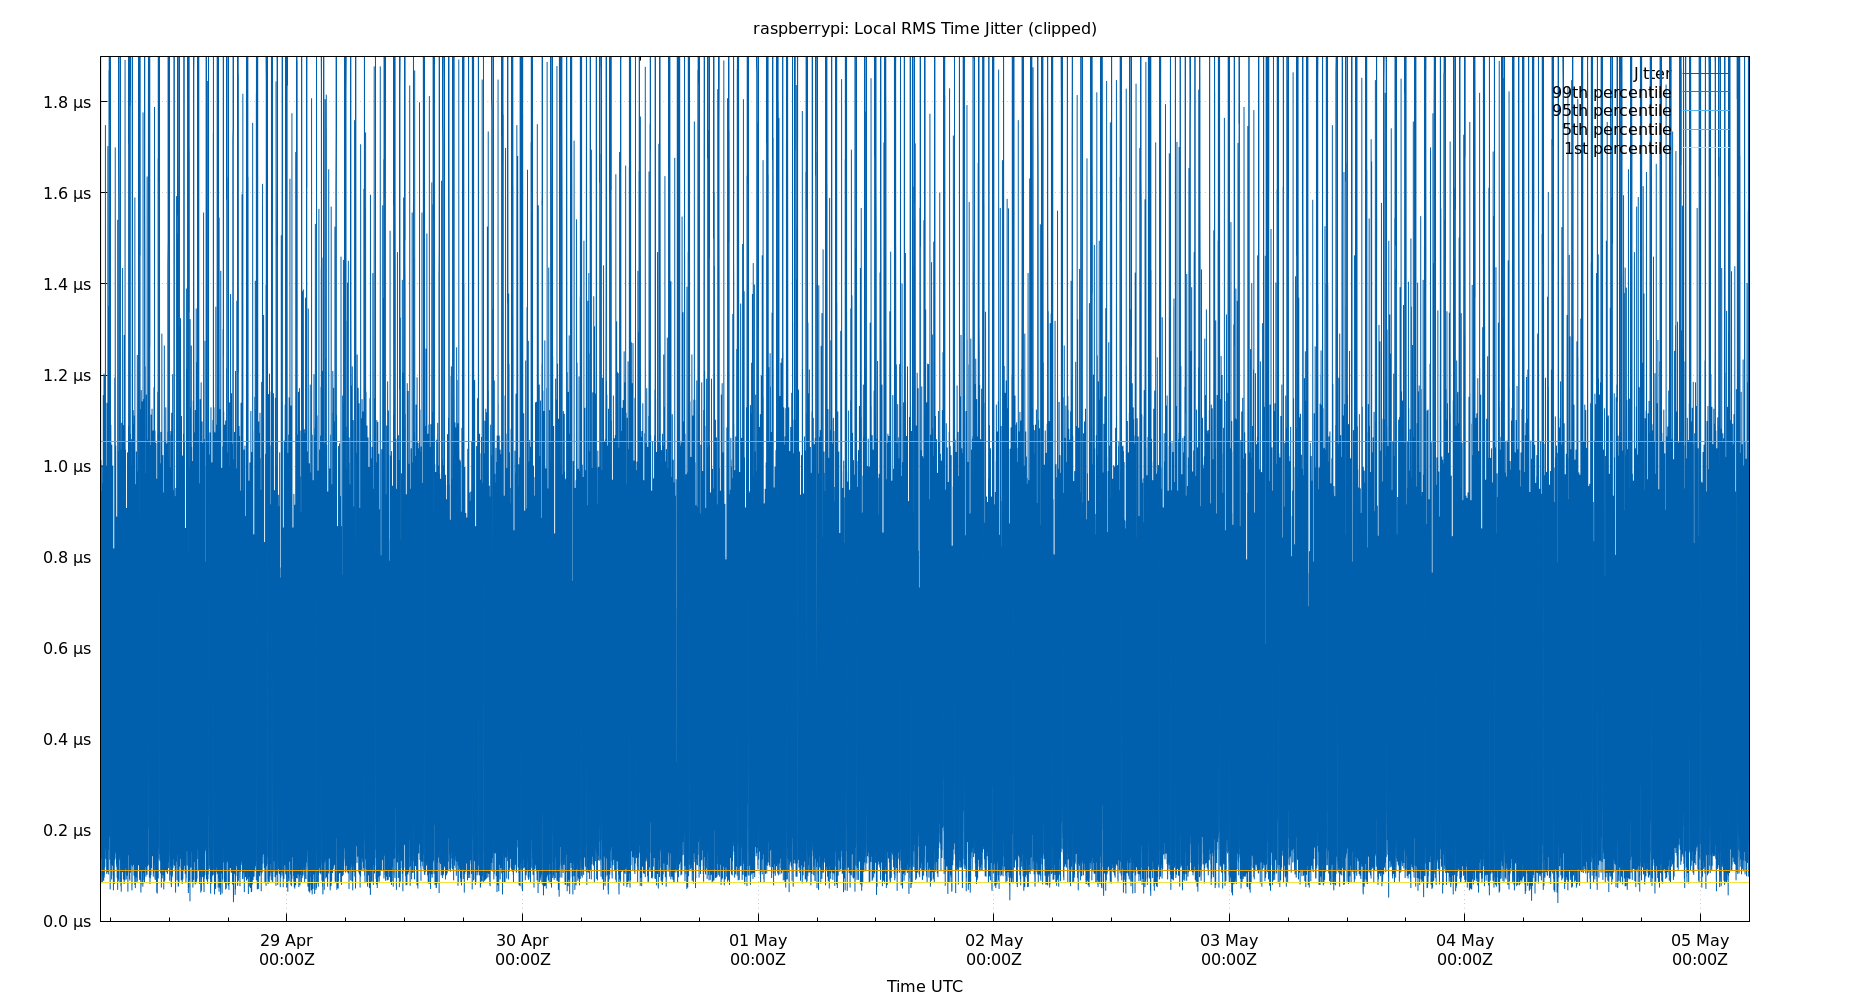 raspberrypi: Local RMS Time Jitter (clipped)
Jitter
99th percentile
95th percentile
5th percentile
1st percentile
1.8 µs
1.6 µs
1.4 µs
1.2 µs
1.0 µs
0.8 µs
0.6 µs
0.4 µs
0.2 µs
0.0 µs
29 Apr 30 Apr 01 May 02 May 03 May 04 May 05 May
00:00Z 00:00Z 00:00Z 00:00Z 00:00Z 00:00Z 00:00Z
Time UTC